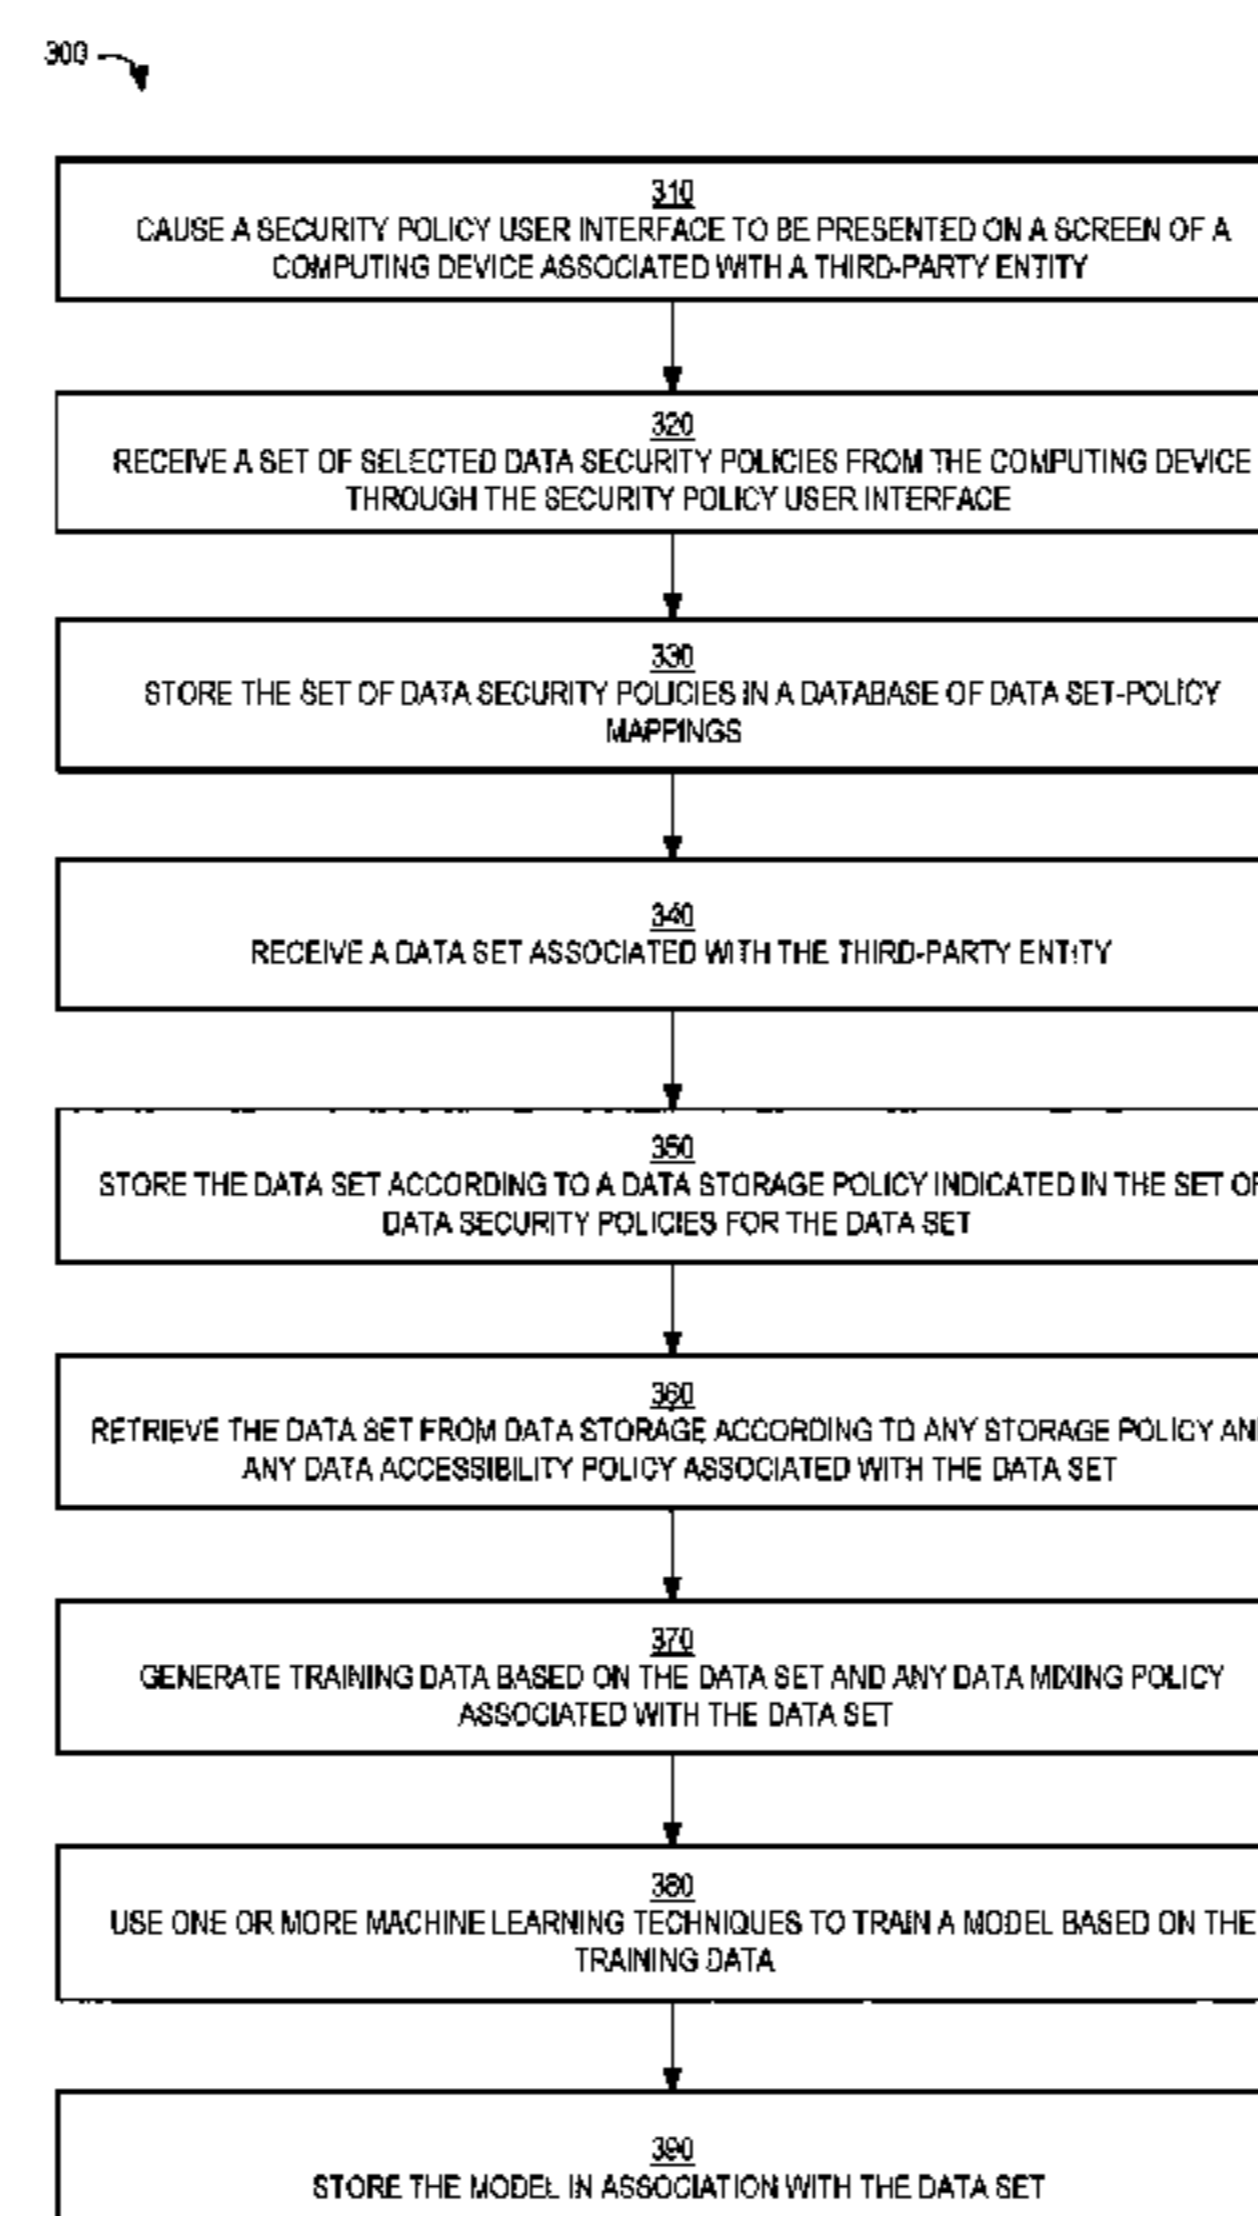 300
310
CAUSE A SECURITY POLICY USER INTERFACE TO BE PRESENTED ON A SCREEN OF A
COMPUTING DEVICE ASSOCIATED WITH A THIRD-PARTY ENTITY
320
RECEIVE A SET OF SELECTED DATA SECURITY POLICIES FROM THE COMPUTING DEVICE
THROUGH THE SECURITY POLICY USER INTERFACE
330
STORE THE SET OF DATA SECURITY POLICIES IN A DATABASE OF DATA SET-POLICY
MAPPINGS
340
RECEIVE A DATA SET ASSOCIATED WITH THE THIRD-PARTY ENTITY
350
STORE THE DATA SET ACCORDING TO A DATA STORAGE POLICY INDICATED IN THE SET OF
DATA SECURITY POLICIES FOR THE DATA SET
360
RETRIEVE THE DATA SET FROM DATA STORAGE ACCORDING TO ANY STORAGE POLICY AN
ANY DATA ACCESSIBILITY POLICY ASSOCIATED WITH THE DATA SET
370
GENERATE TRAINING DATA BASED ON THE DATA SET AND ANY DATA MIXING POLICY
ASSOCIATED WITH THE DATA SET
380
USE ONE OR MORE MACHINE LEARNING TECHNIQUES TO TRAIN A MODEL BASED ON THE
TRAINING DATA
390
STORE THE MODEL IN ASSOCIATION WITH THE DATA SET